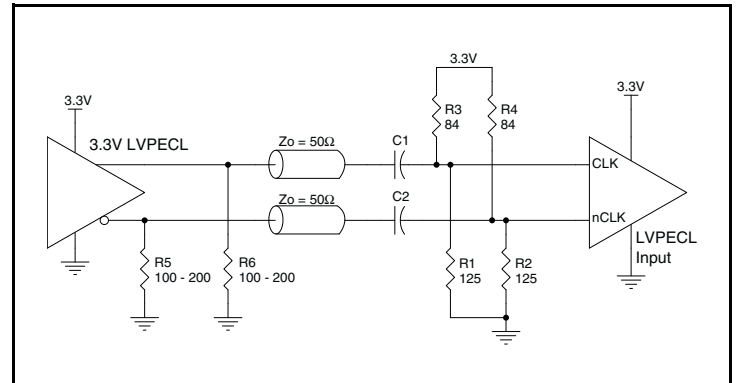 3.3V
3.3V
3.3V
3.3V LVPECL
R3
84
R4
84
Zo = 50Ω
C1
CLK
Zo = 50Ω
C2
nCLK
LVPECL
Input
R5
100 - 200
R6
100 - 200
R1
125
R2
125